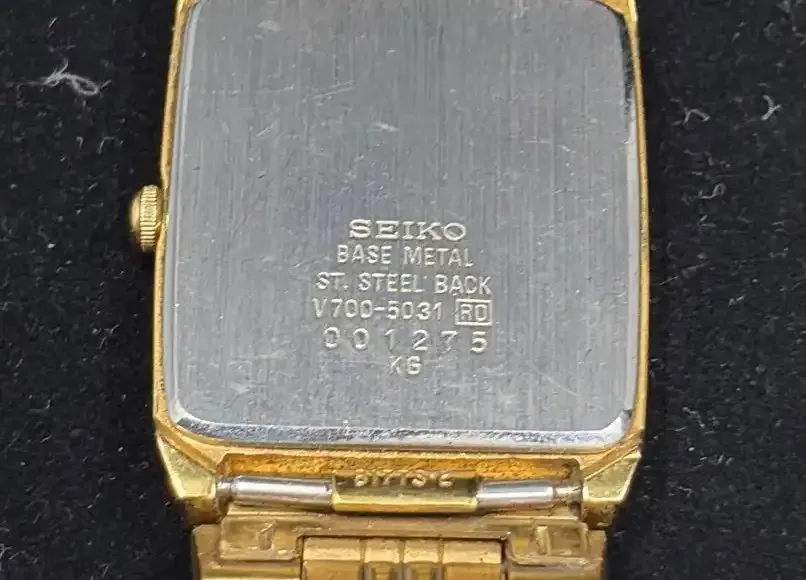 SEIKO
BASE METAL
ST. STEEL BACK
V700-5031 RO
001275
KG